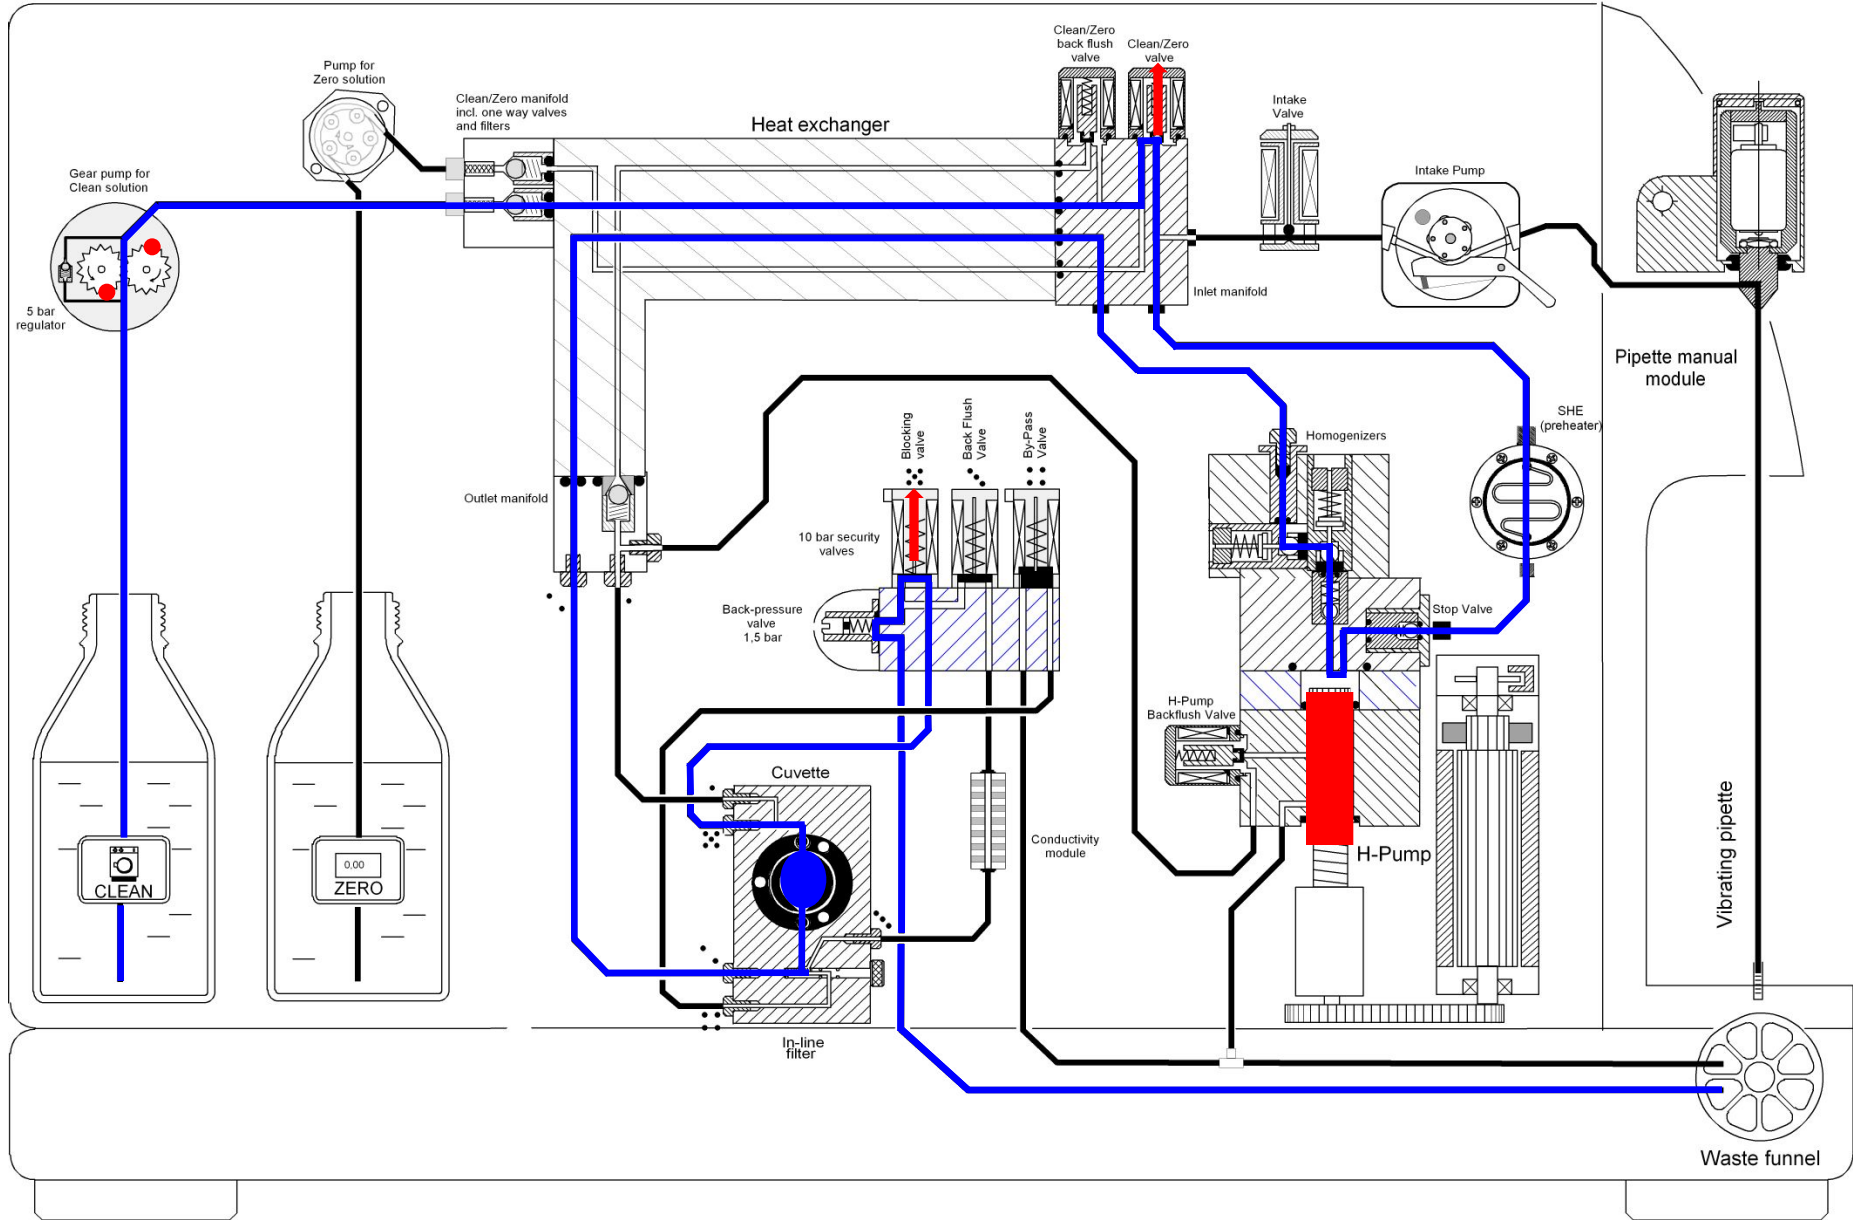 Clean/Zero
back flush
valve
Clean/Zero
valve
Pump for
Zero solution
Clean/Zero manifold
incl. one way valves
and filters
Heat exchanger
Intake
Valve
Gear pump for
Clean solution
Intake Pump
5 bar
regulator
Inlet manifold
Pipette manual
module
SHE
(preheater)
Blocking
valve
Back Flush
Valve
By-Pass
Valve
Homogenizers
Outlet manifold
10 bar security
valves
Back-pressure
valve
1,5 bar
Stop Valve
H-Pump
Backflush Valve
Cuvette
Conductivity
module
H-Pump
Vibrating pipette
0,00
CLEAN
ZERO
In-line
filter
Waste funnel